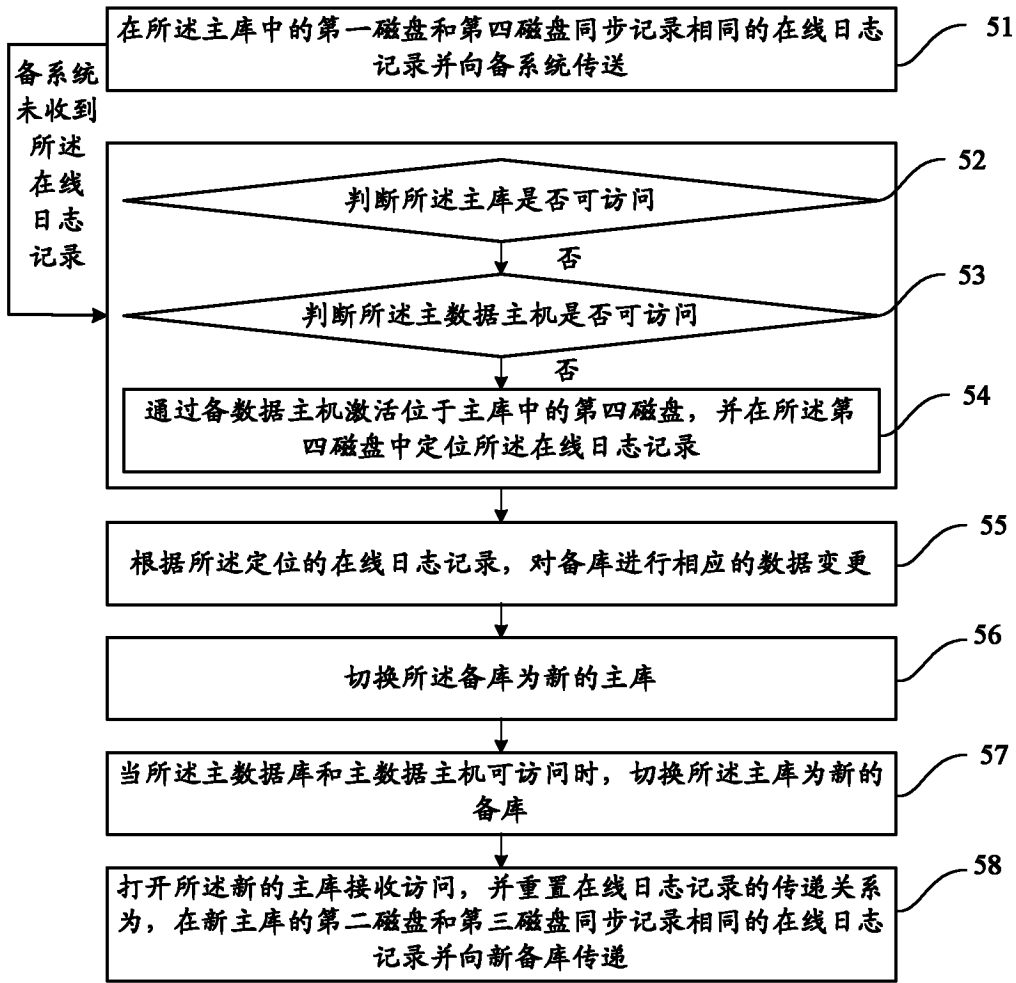 在所述主库中的第一磁盘和第四磁盘同步记录相同的在线日志
记录并向备系统传送
51
备系统
未收到
所述
在线
日志
记录
判断所述主库是否可访问
52
否
判断所述主数据主机是否可访问
53
否
通过备数据主机激活位于主库中的第四磁盘，并在所述第
四磁盘中定位所述在线日志记录
54
根据所述定位的在线日志记录，对备库进行相应的数据变更
55
切换所述备库为新的主库
56
当所述主数据库和主数据主机可访问时，切换所述主库为新的
备库
57
打开所述新的主库接收访问，并重置在线日志记录的传递关系
为，在新主库的第二磁盘和第三磁盘同步记录相同的在线日志
记录并向新备库传递
58